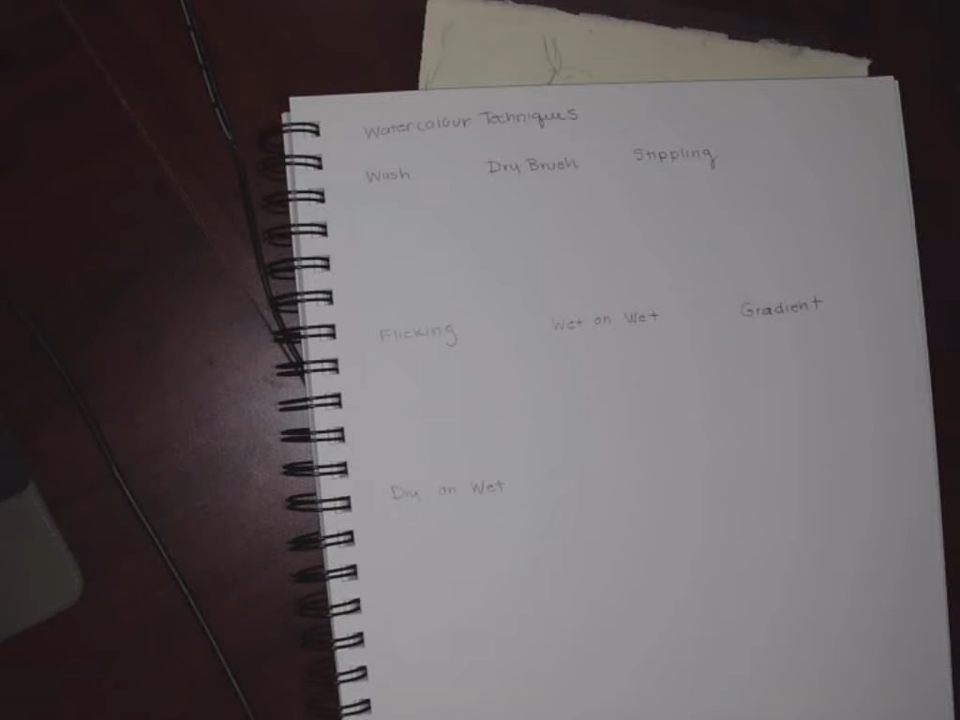 Watercolour Techniques
Wash Dry Brush Stippling
Flicking Wet on Wet Gradient
Dry on Wet